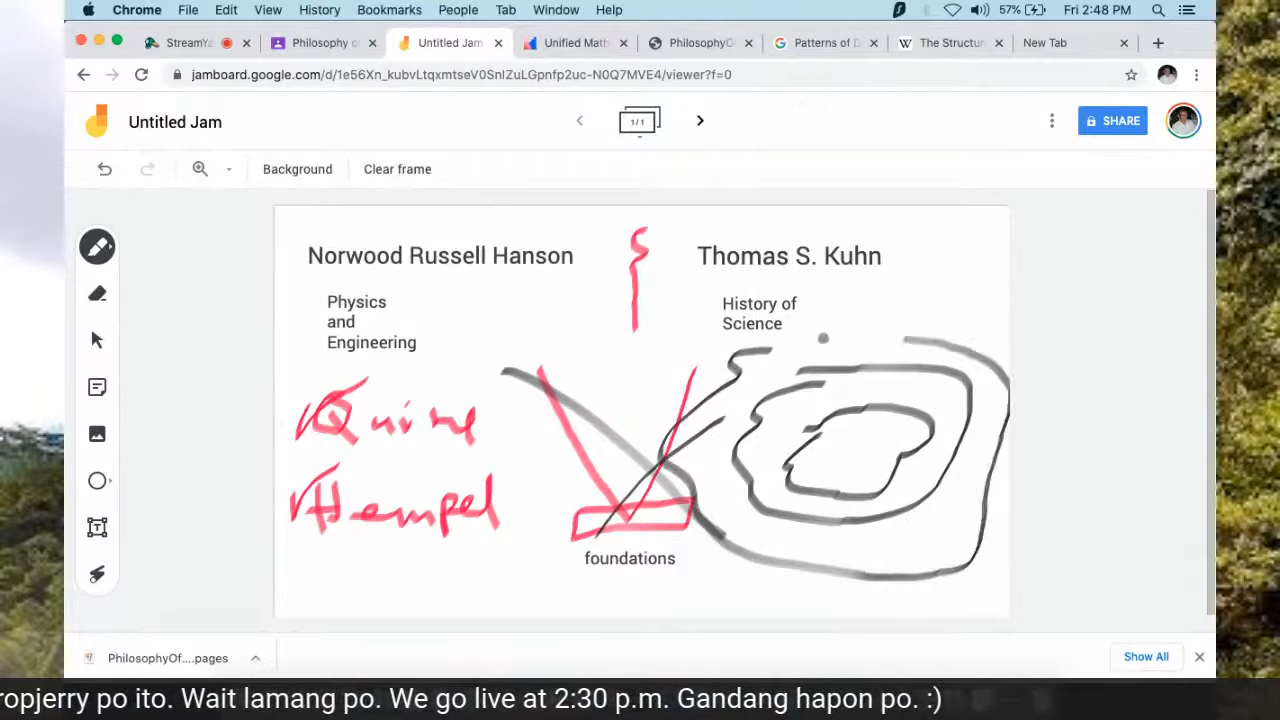 Chrome File Edit View History Bookmarks People Tab Window Help 57% Fri 2:48 PM
StreamYa Philosophy o Untitled Jam Unified Math PhilosophyO Patterns of D The Structur New Tab
jamboard.google.com/d/1e56Xn_kubvLtqxmtseV0SnIZuLGpnfp2uc-N0Q7MVE4/viewer?f=0
Untitled Jam
1/1
SHARE
Background Clear frame
Norwood Russell Hanson
Physics
and
Engineering
Quine
Hempel
foundations
Thomas S. Kuhn
History of
Science
PhilosophyOf....pages
Show All
ropjerry po ito. Wait lamang po. We go live at 2:30 p.m. Gandang hapon po. :)